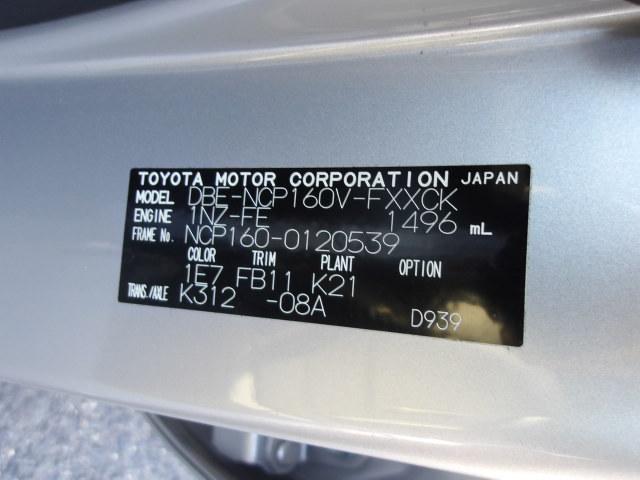 TOYOTA MOTOR CORPORATION JAPAN
MODEL DBE-NCP160V-FXXCK
ENGINE 1NZ-FE 1496 mL
FRAME No. NCP160-0120539
COLOR TRIM PLANT OPTION
1E7 FB11 K21
TRANS./AXLE K312 -08A
D939